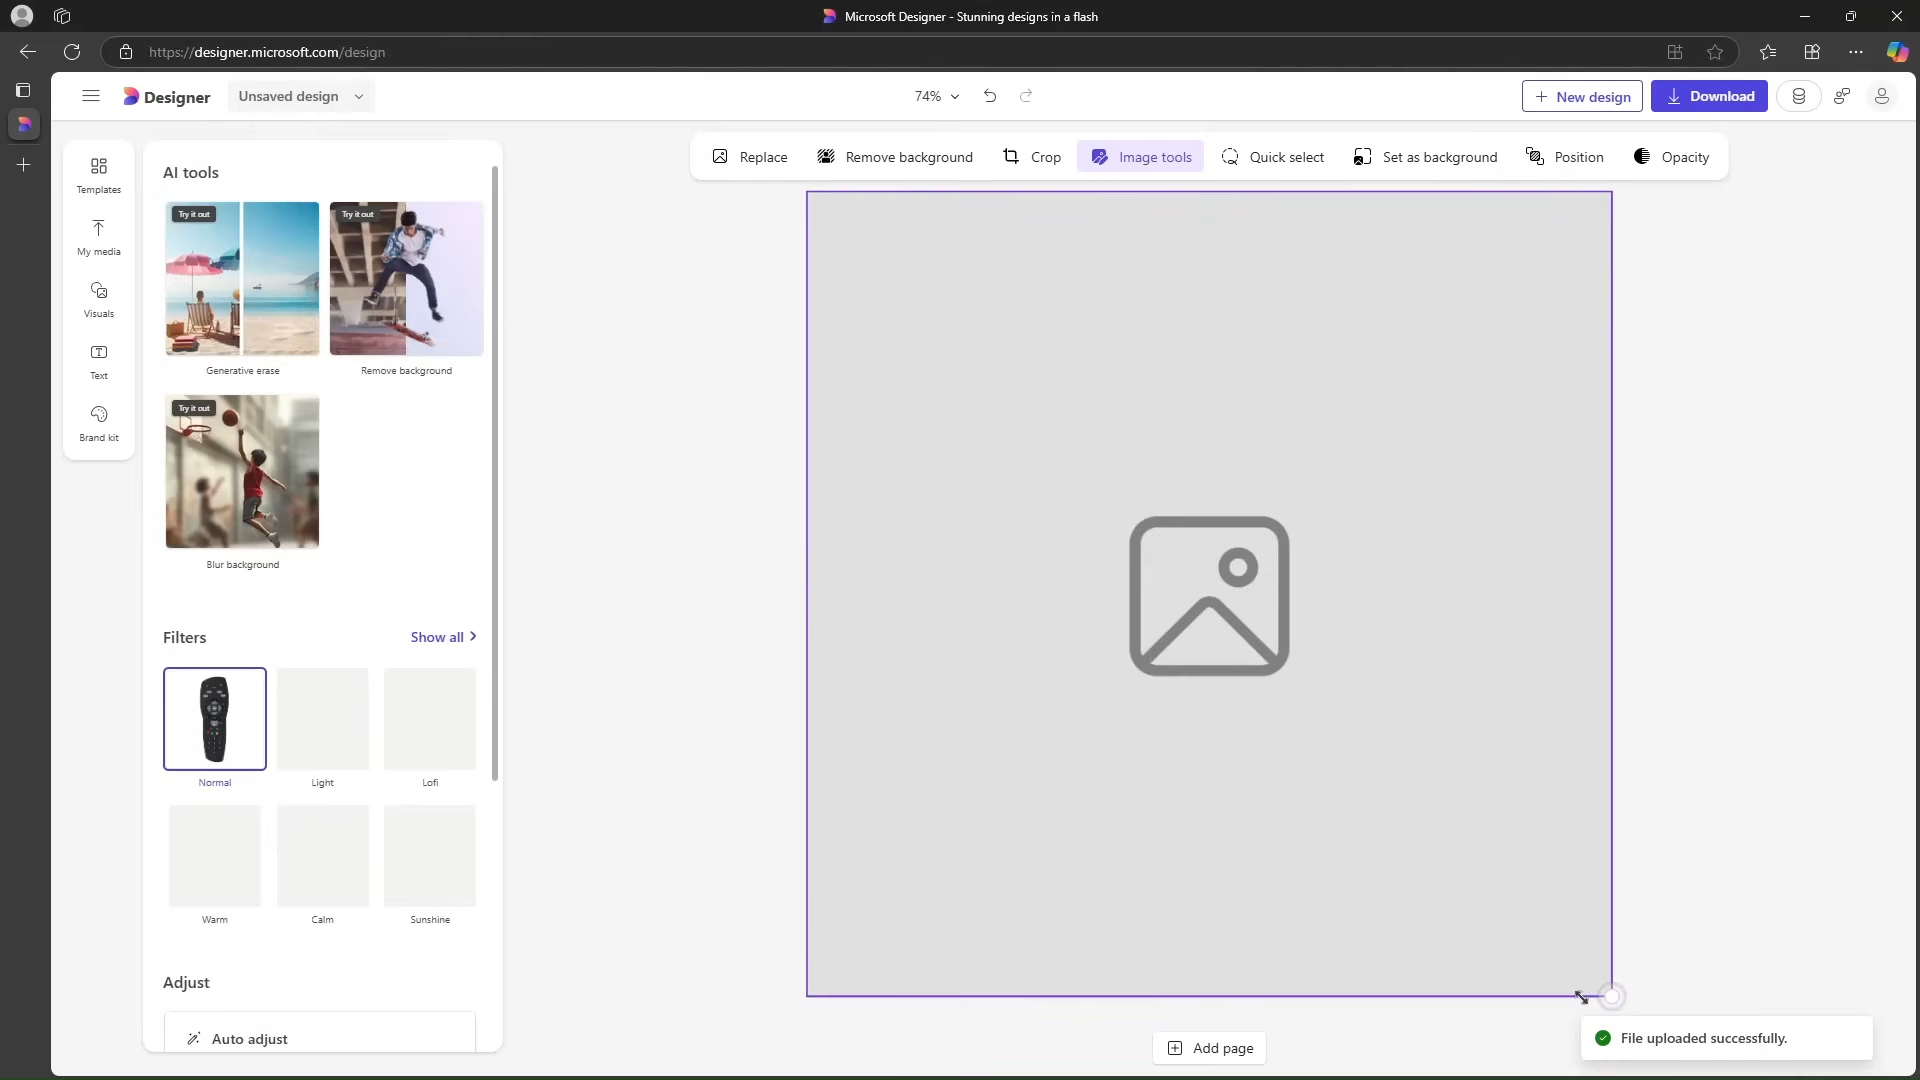 Microsoft Designer - Stunning designs in a flash
https://designer.microsoft.com/design
Designer
Unsaved design
74%
New design
Download
Templates
My media
Visuals
Text
Brand kit
AI tools
Try it out
Try it out
Generative erase
Remove background
Try it out
Blur background
Filters
Show all
Normal
Light
Lofi
Warm
Calm
Sunshine
Adjust
Auto adjust
Replace
Remove background
Crop
Image tools
Quick select
Set as background
Position
Opacity
Add page
File uploaded successfully.